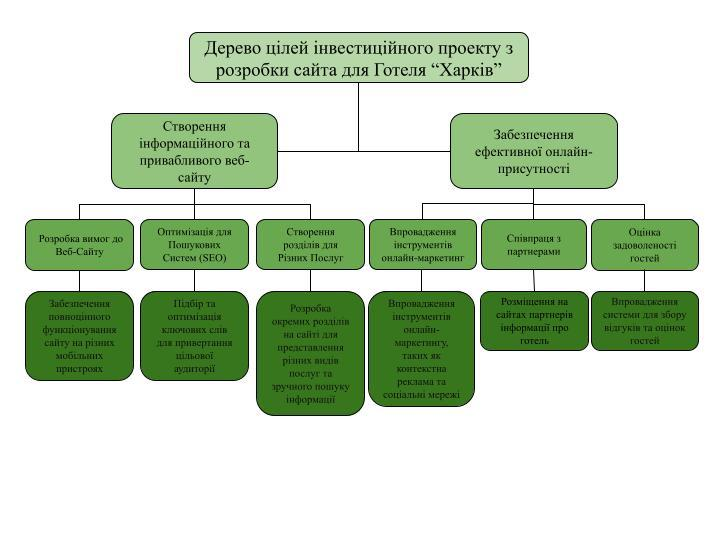 Дерево цілей інвестиційного проекту з
розробки сайта для Готеля “Харків”
Створення
інформаційного та
привабливого веб-
сайту
Забезпечення
ефективної онлайн-
присутності
Розробка вимог до
Веб-Сайту
Оптимізація для
Пошукових
Систем (SEO)
Створення
розділів для
Різних Послуг
Впровадження
інструментів
онлайн-маркетинг
Співпраця з
партнерами
Оцінка
задоволеності
гостей
Забезпечення
повноцінного
функціонування
сайту на різних
мобільних
пристроях
Підбір та
оптимізація
ключових слів
для привертання
цільової
аудиторії
Розробка
окремих розділів
на сайті для
представлення
різних видів
послуг та
зручного пошуку
інформації
Впровадження
інструментів
онлайн-
маркетингу,
таких як
контекстна
реклама та
соціальні мережі
Розміщення на
сайтах партнерів
інформації про
готель
Впровадження
системи для збору
відгуків та оцінок
гостей